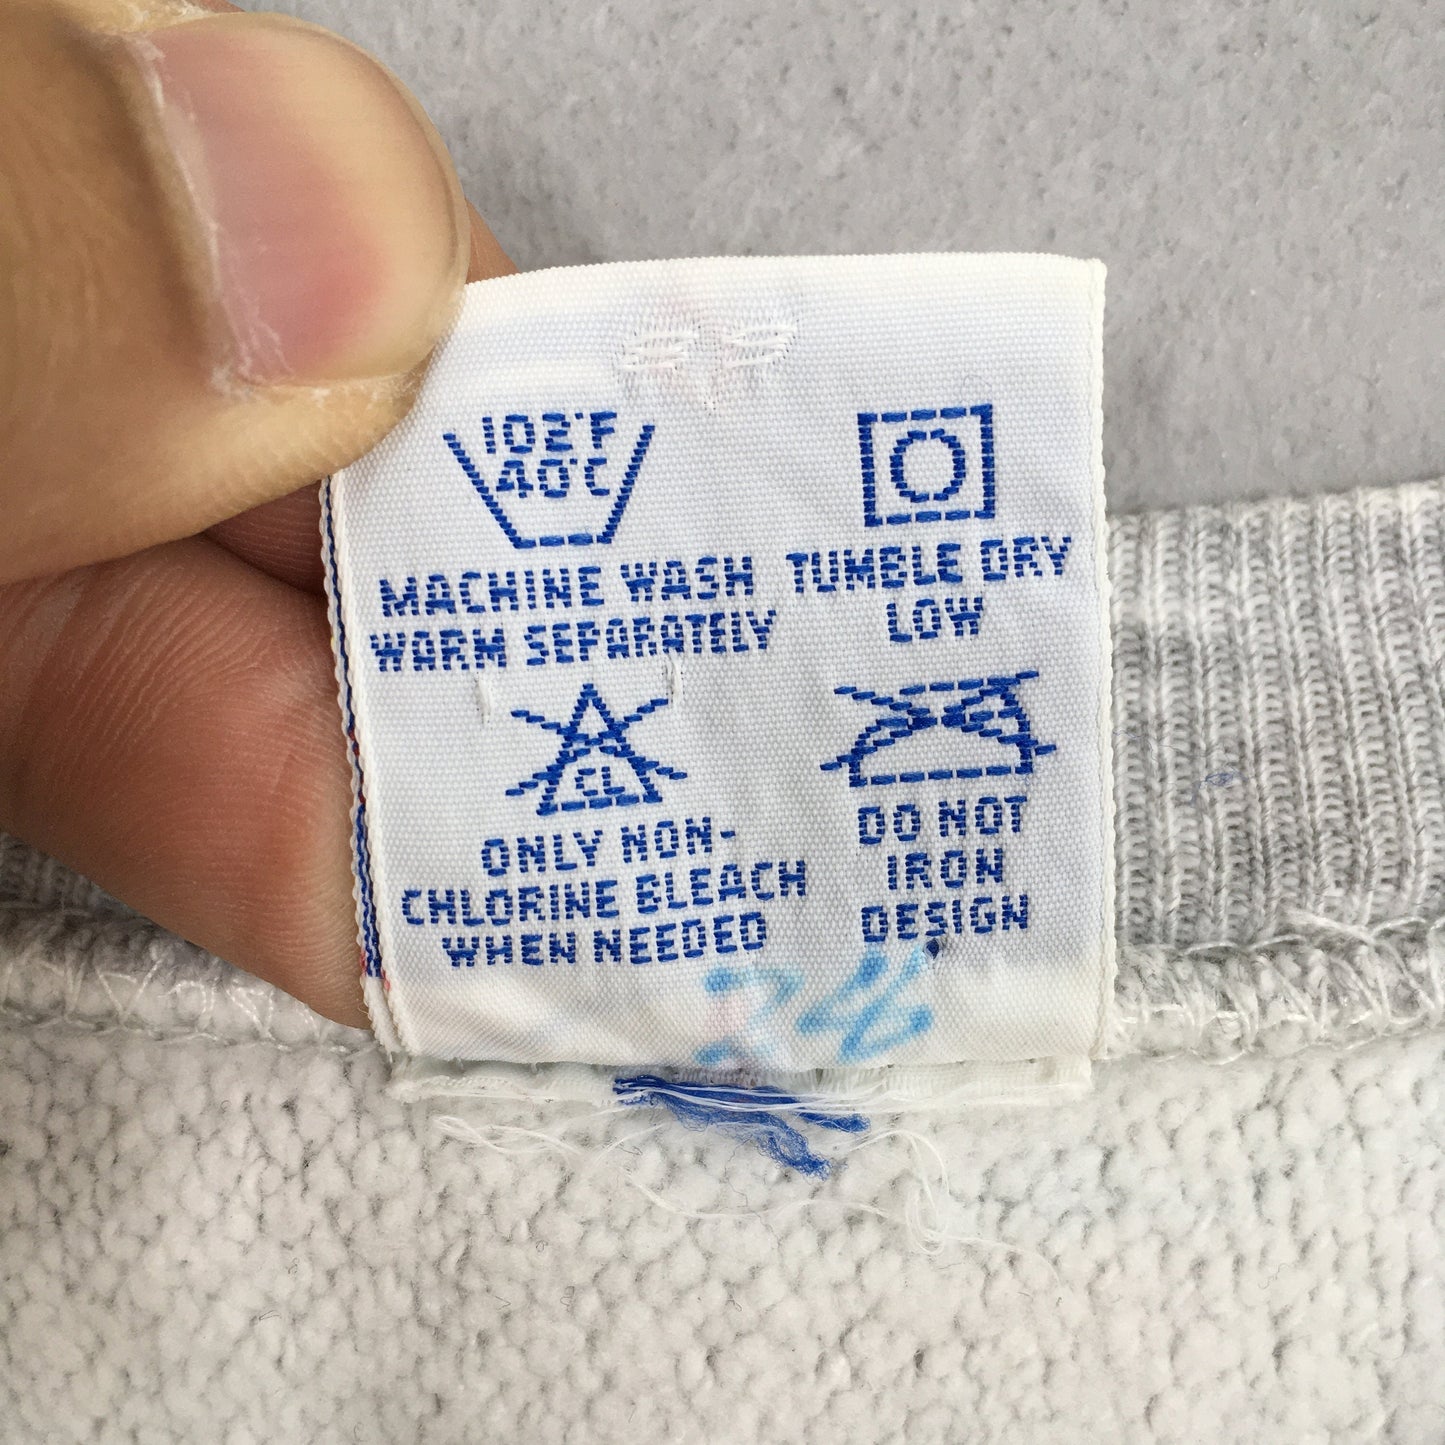 102°F
40°C
MACHINE WASH
WARM SEPARATELY
TUMBLE DRY
LOW
CL
ONLY NON-
CHLORINE BLEACH
WHEN NEEDED
DO NOT
IRON
DESIGN